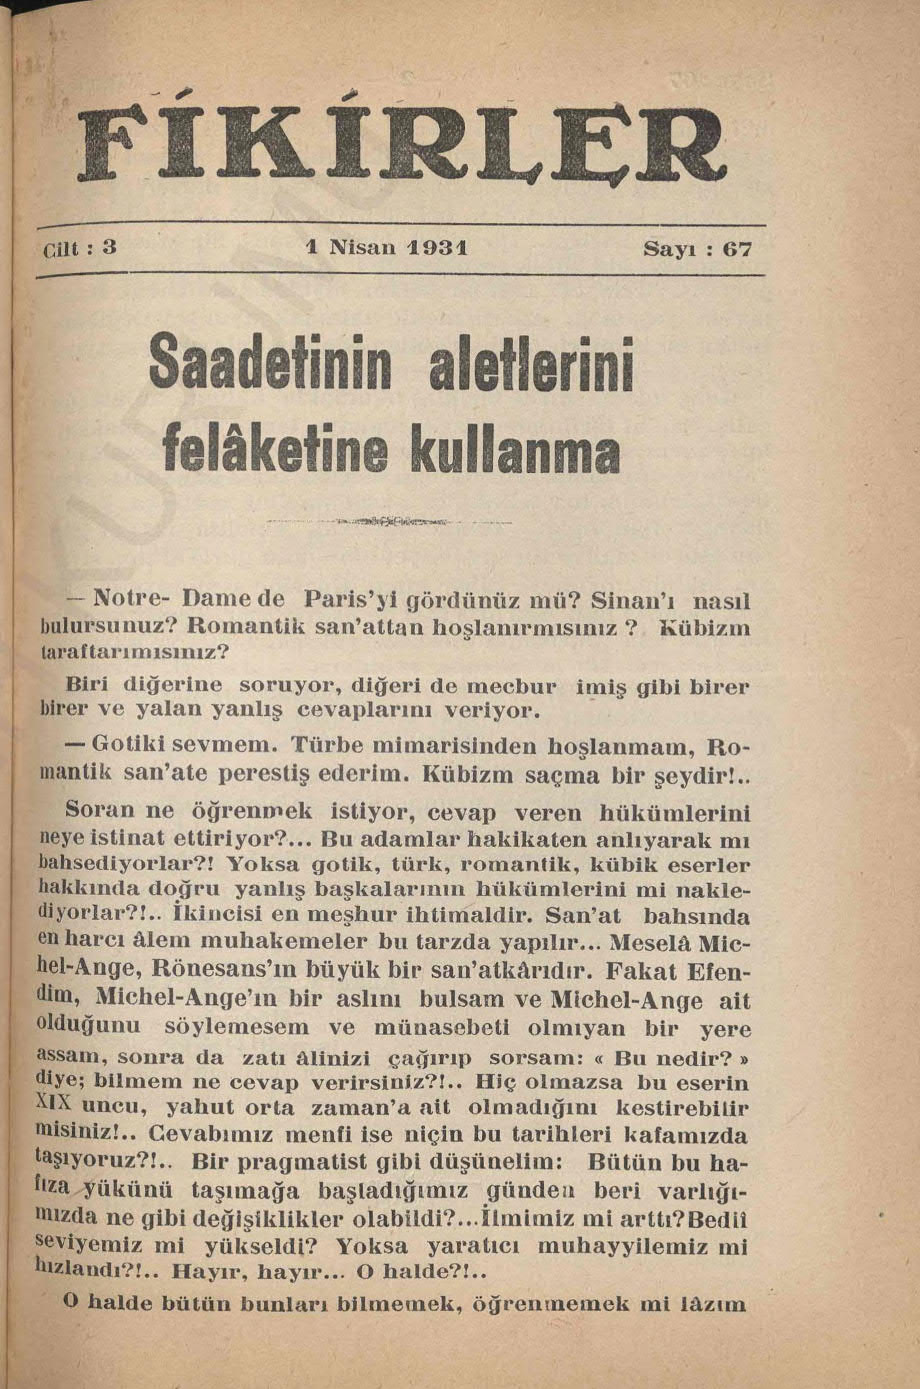 FİKİRLER
Cilt : 3 1 Nisan 1931 Sayı : 67
Saadetinin aletlerini
felâketine kullanma
— Notre- Dame de Paris'yi gördünüz mü? Sinan'ı nasıl
bulursunuz? Romantik san'attan hoşlanırmısınız ? Kübizm
taraftarımısınız?
Biri diğerine soruyor, diğeri de mecbur imiş gibi birer
birer ve yalan yanlış cevaplarını veriyor.
— Gotiki sevmem. Türbe mimarisinden hoşlanmam, Ro-
mantik san'ate perestiş ederim. Kübizm saçma bir şeydir!..
Soran ne öğrenmek istiyor, cevap veren hükümlerini
neye istinat ettiriyor?... Bu adamlar hakikaten anlıyarak mı
bahsediyorlar?! Yoksa gotik, türk, romantik, kübik eserler
hakkında doğru yanlış başkalarının hükümlerini mi nakle-
diyorlar?!.. İkincisi en meşhur ihtimaldir. San'at bahsında
en harcı âlem muhakemeler bu tarzda yapılır... Meselâ Mic-
hel-Ange, Rönesans'ın büyük bir san'atkârıdır. Fakat Efen-
dim, Michel-Ange'ın bir aslını bulsam ve Michel-Ange ait
olduğunu söylemesem ve münasebeti olmıyan bir yere
assam, sonra da zatı âlinizi çağırıp sorsam: « Bu nedir? »
diye; bilmem ne cevap verirsiniz?!.. Hiç olmazsa bu eserin
XIX uncu, yahut orta zaman'a ait olmadığını kestirebilir
misiniz!.. Cevabımız menfi ise niçin bu tarihleri kafamızda
taşıyoruz?!.. Bir pragmatist gibi düşünelim: Bütün bu ha-
fıza yükünü taşımağa başladığımız günden beri varlığı-
mızda ne gibi değişiklikler olabildi?...İlmimiz mi arttı?Bediî
seviyemiz mi yükseldi? Yoksa yaratıcı muhayyilemiz mi
hızlandı?!.. Hayır, hayır... O halde?!..
O halde bütün bunları bilmemek, öğrenmemek mi lâzım